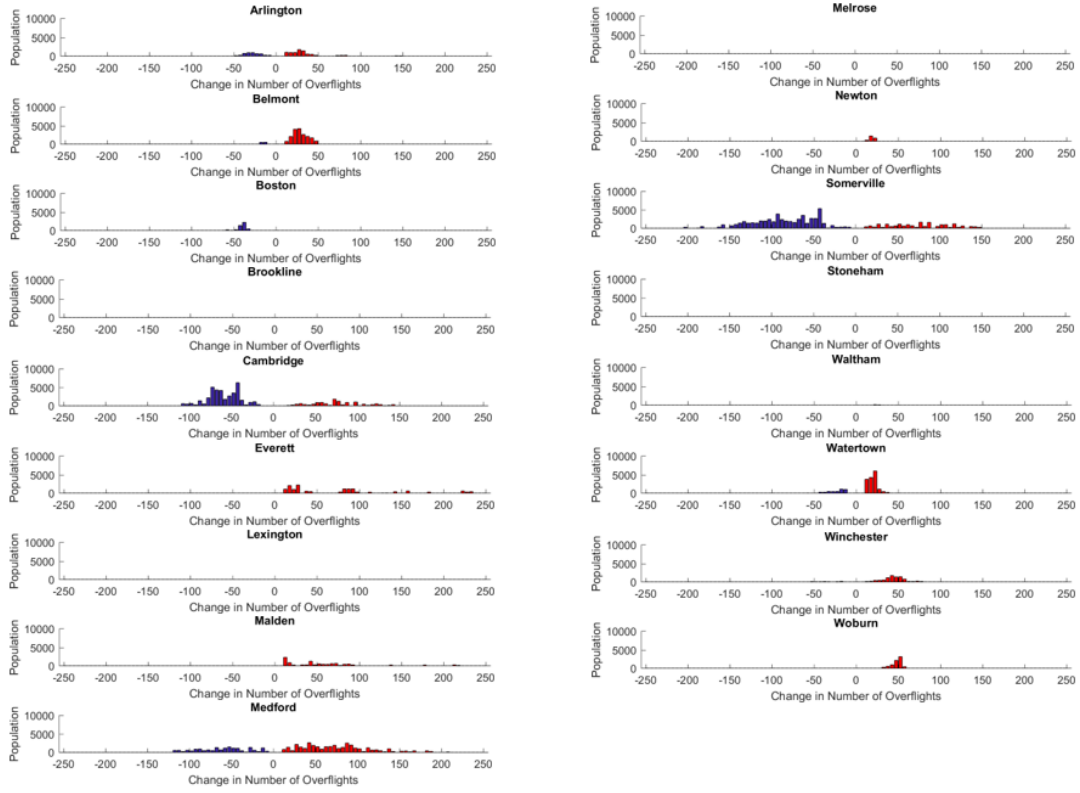 Arlington
Population
10000
5000
0
-250 -200 -150 -100 -50 0 50 100 150 200 250
Change in Number of Overflights
Belmont
Population
10000
5000
0
-250 -200 -150 -100 -50 0 50 100 150 200 250
Change in Number of Overflights
Boston
Population
10000
5000
0
-250 -200 -150 -100 -50 0 50 100 150 200 250
Change in Number of Overflights
Brookline
Population
10000
5000
0
-250 -200 -150 -100 -50 0 50 100 150 200 250
Change in Number of Overflights
Cambridge
Population
10000
5000
0
-250 -200 -150 -100 -50 0 50 100 150 200 250
Change in Number of Overflights
Everett
Population
10000
5000
0
-250 -200 -150 -100 -50 0 50 100 150 200 250
Change in Number of Overflights
Lexington
Population
10000
5000
0
-250 -200 -150 -100 -50 0 50 100 150 200 250
Change in Number of Overflights
Malden
Population
10000
5000
0
-250 -200 -150 -100 -50 0 50 100 150 200 250
Change in Number of Overflights
Medford
Population
10000
5000
0
-250 -200 -150 -100 -50 0 50 100 150 200 250
Change in Number of Overflights
Melrose
Population
10000
5000
0
-250 -200 -150 -100 -50 0 50 100 150 200 250
Change in Number of Overflights
Newton
Population
10000
5000
0
-250 -200 -150 -100 -50 0 50 100 150 200 250
Change in Number of Overflights
Somerville
Population
10000
5000
0
-250 -200 -150 -100 -50 0 50 100 150 200 250
Change in Number of Overflights
Stoneham
Population
10000
5000
0
-250 -200 -150 -100 -50 0 50 100 150 200 250
Change in Number of Overflights
Waltham
Population
10000
5000
0
-250 -200 -150 -100 -50 0 50 100 150 200 250
Change in Number of Overflights
Watertown
Population
10000
5000
0
-250 -200 -150 -100 -50 0 50 100 150 200 250
Change in Number of Overflights
Winchester
Population
10000
5000
0
-250 -200 -150 -100 -50 0 50 100 150 200 250
Change in Number of Overflights
Woburn
Population
10000
5000
0
-250 -200 -150 -100 -50 0 50 100 150 200 250
Change in Number of Overflights